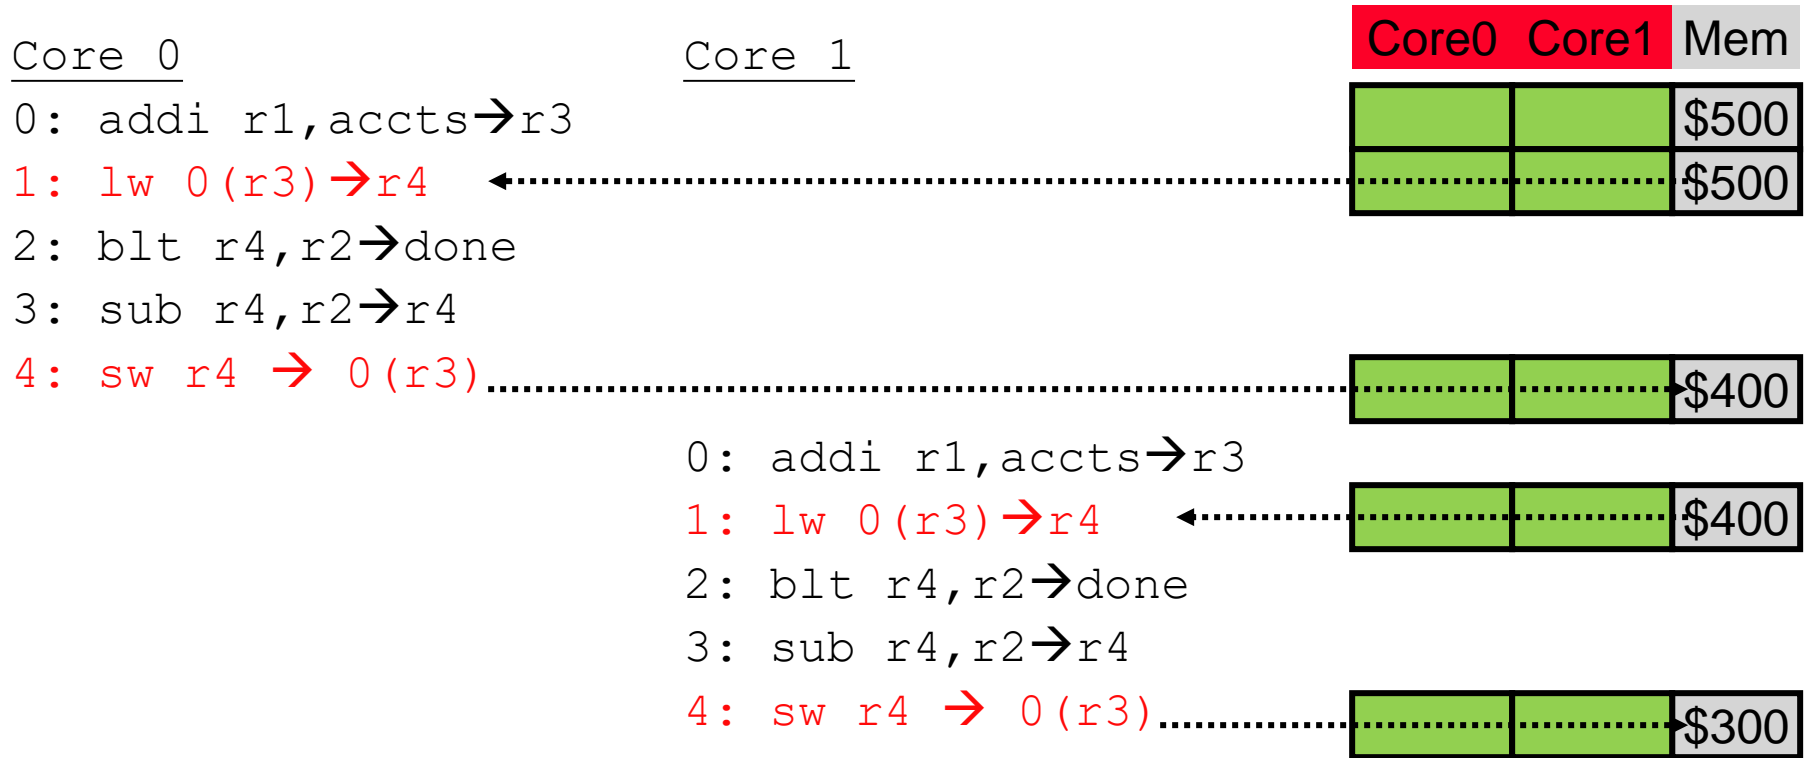 Core 0 Core 1 Core0 Core1 Mem
0: addi r1,accts→r3 $500
1: lw 0(r3)→r4 $500
2: blt r4,r2→done
3: sub r4,r2→r4
4: sw r4 → 0(r3) $400
0: addi r1,accts→r3
1: lw 0(r3)→r4 $400
2: blt r4,r2→done
3: sub r4,r2→r4
4: sw r4 → 0(r3) $300